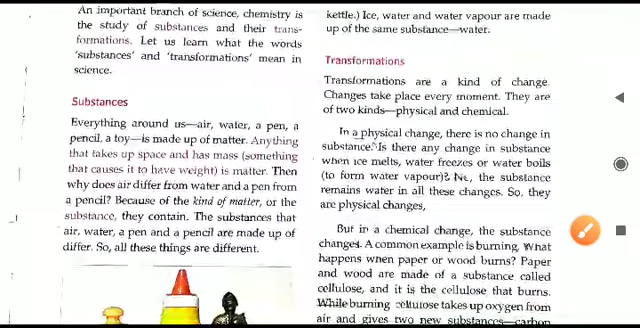 An important branch of science, chemistry is
the study of substances and their trans-
formations. Let us learn what the words
'substances' and 'transformations' mean in
science.
Substances
Everything around us—air, water, a pen, a
pencil, a toy—is made up of matter. Anything
that takes up space and has mass (something
that causes it to have weight) is matter. Then
why does air differ from water and a pen from
a pencil? Because of the kind of matter, or the
substance, they contain. The substances that
air, water, a pen and a pencil are made up of
differ. So, all these things are different.
kettle.) Ice, water and water vapour are made
up of the same substance—water.
Transformations
Transformations are a kind of change.
Changes take place every moment. They are
of two kinds—physical and chemical.
In a physical change, there is no change in
substance. Is there any change in substance
when ice melts, water freezes or water boils
(to form water vapour)? No, the substance
remains water in all these changes. So, they
are physical changes,
But in a chemical change, the substance
changes. A common example is burning. What
happens when paper or wood burns? Paper
and wood are made of a substance called
cellulose, and it is the cellulose that burns.
While burning cellulose takes up oxygen from
air and gives two new substances—carbon